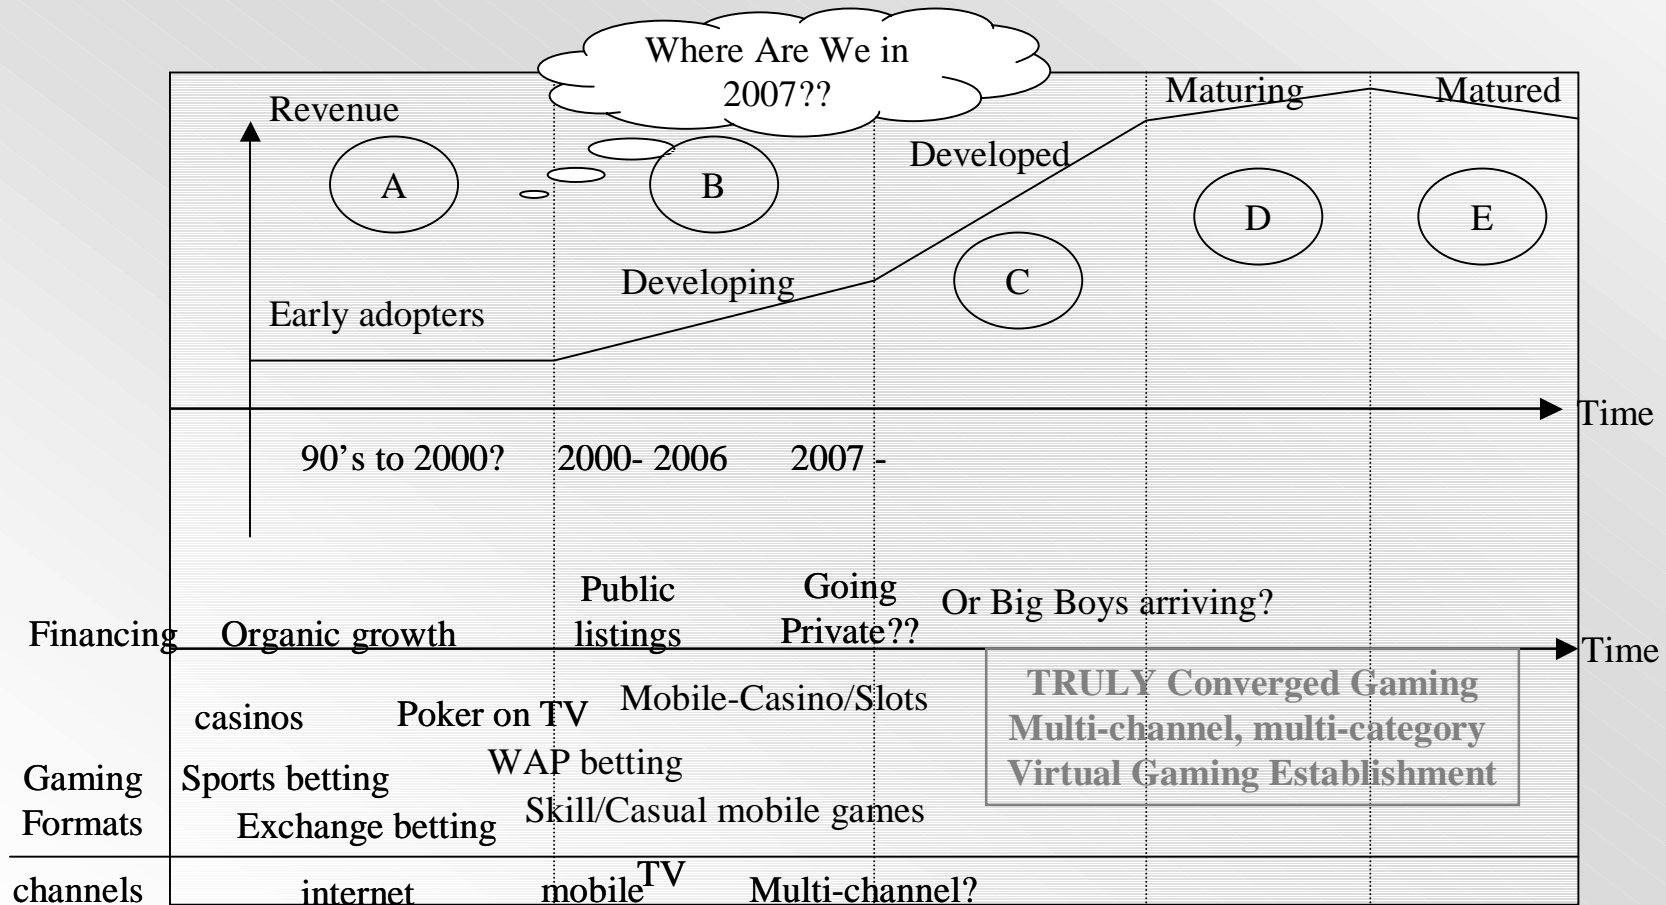 Where Are We in
2007??
Revenue
Maturing
Matured
A
B
Developed
D
E
Developing
C
Early adopters
Time
90’s to 2000?
2000- 2006
2007 -
Public
listings
Going
Private??
Or Big Boys arriving?
Financing
Organic growth
Time
casinos
Poker on TV
Mobile-Casino/Slots
TRULY Converged Gaming
Multi-channel, multi-category
Virtual Gaming Establishment
Gaming
Formats
Sports betting
WAP betting
Exchange betting
Skill/Casual mobile games
channels
internet
mobile
TV
Multi-channel?